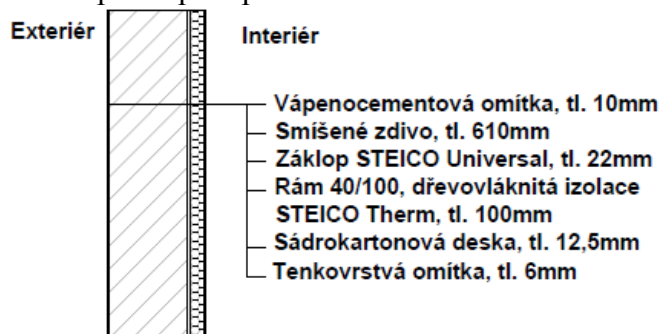 Exteriér
Interiér
Vápenocementová omítka, tl. 10mm
Smíšené zdivo, tl. 610mm
Záklop STEICO Universal, tl. 22mm
Rám 40/100, dřevovláknitá izolace
STEICO Therm, tl. 100mm
Sádrokartonová deska, tl. 12,5mm
Tenkovrstvá omítka, tl. 6mm